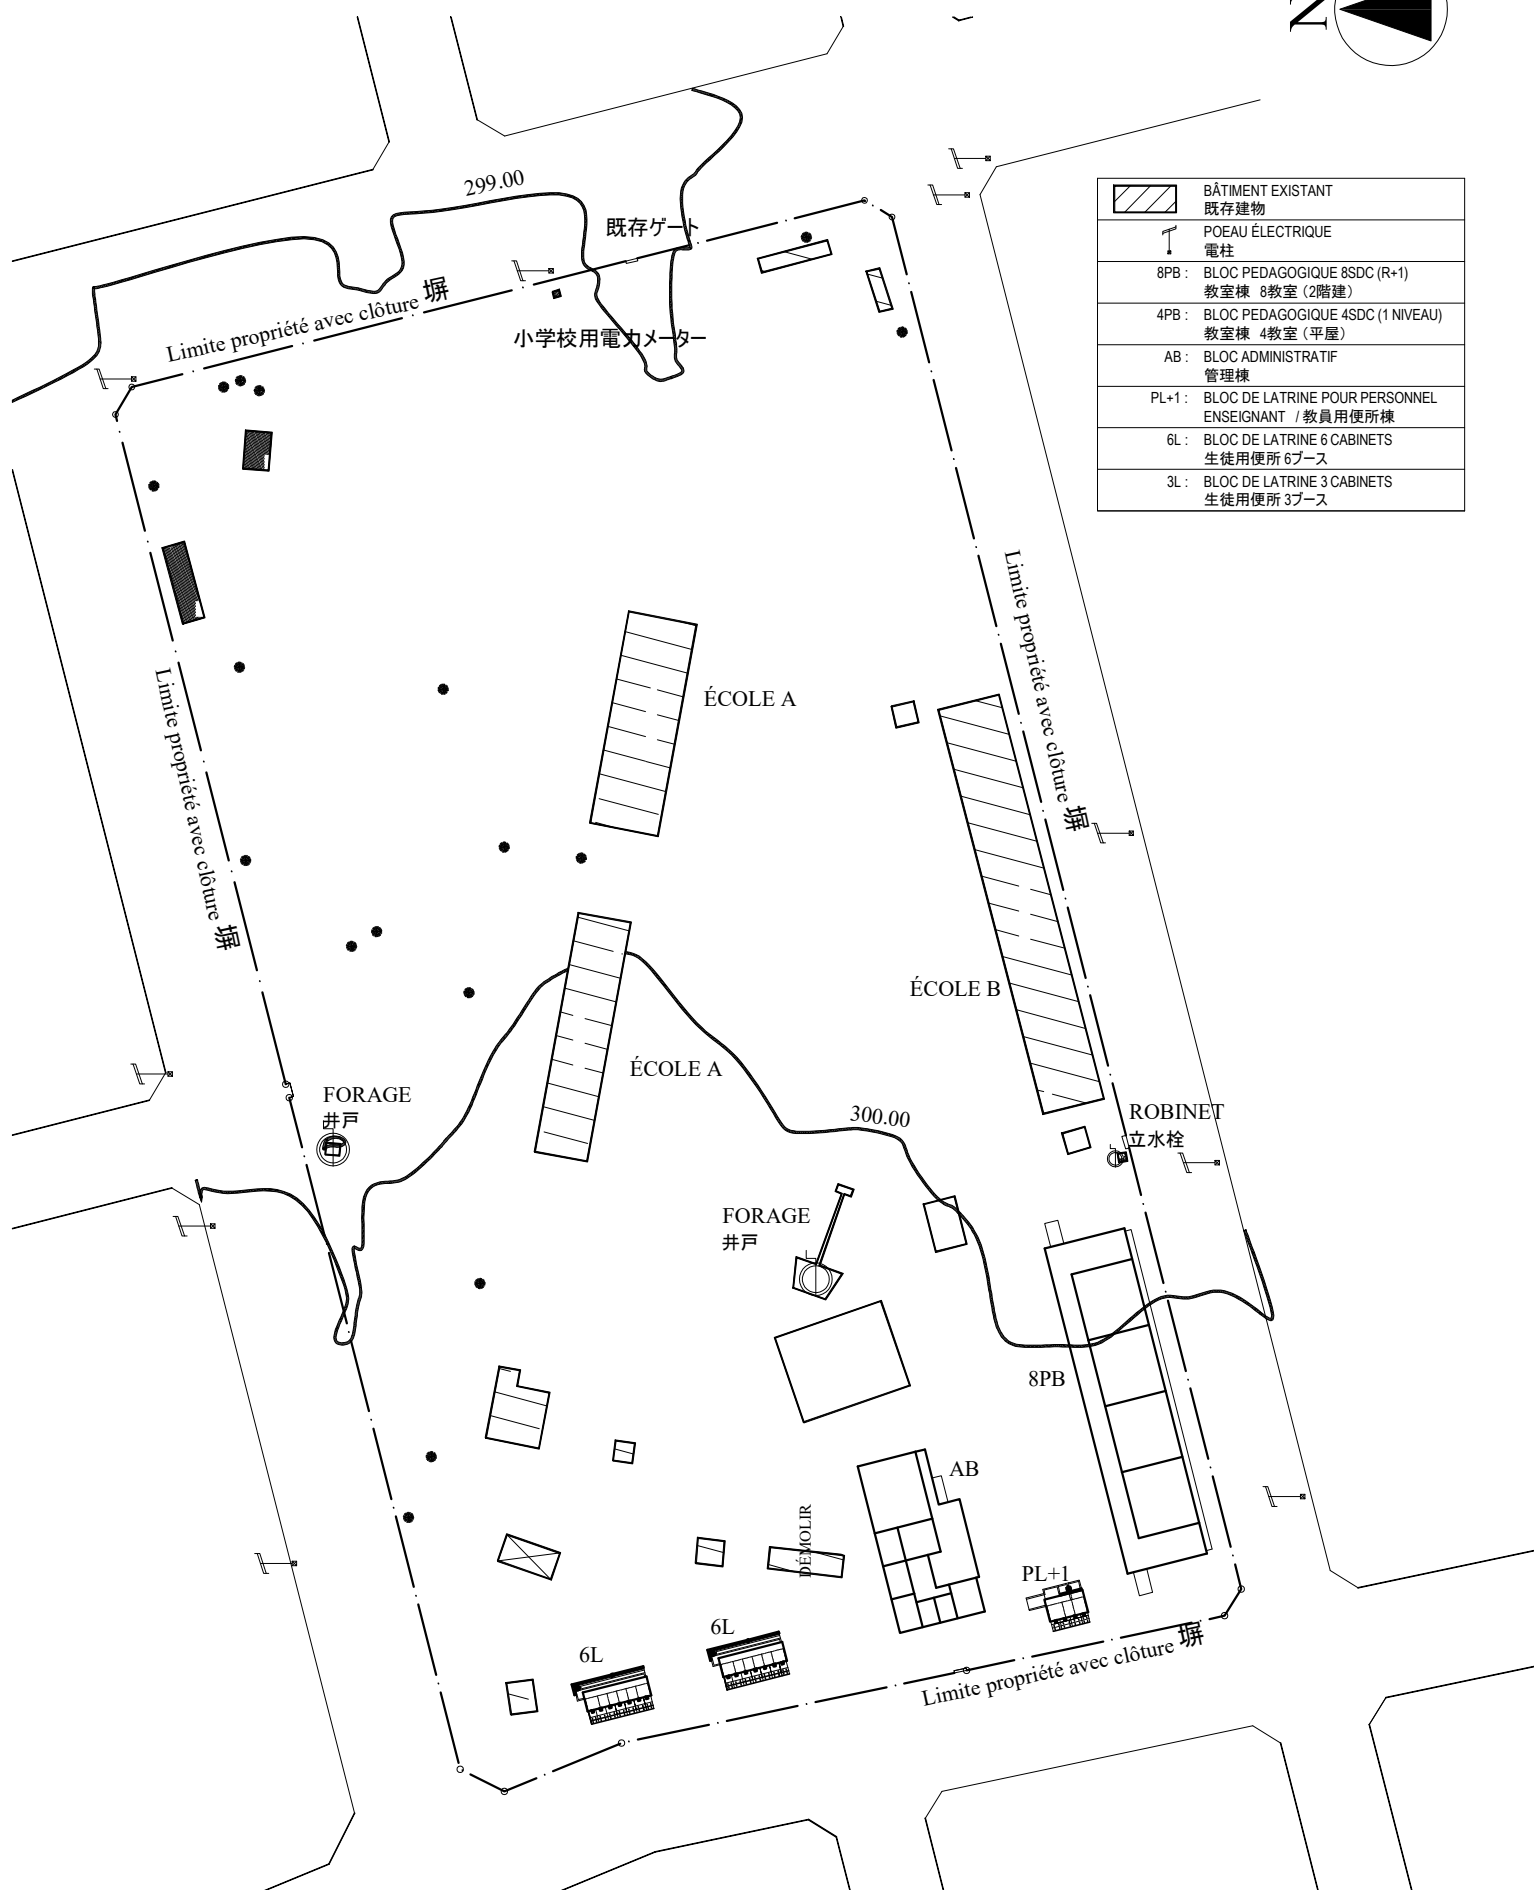 N
299.00
既存ゲート
Limite propriété avec clôture 塀
小学校用電力メーター
BÂTIMENT EXISTANT
既存建物
POEAU ÉLECTRIQUE
電柱
8PB : BLOC PEDAGOGIQUE 8SDC (R+1)
教室棟 8教室（2階建）
4PB : BLOC PEDAGOGIQUE 4SDC (1 NIVEAU)
教室棟 4教室（平屋）
AB : BLOC ADMINISTRATIF
管理棟
PL+1 : BLOC DE LATRINE POUR PERSONNEL
ENSEIGNANT / 教員用便所棟
6L : BLOC DE LATRINE 6 CABINETS
生徒用便所 6ブース
3L : BLOC DE LATRINE 3 CABINETS
生徒用便所 3ブース
Limite propriété avec clôture 塀
Limite propriété avec clôture 塀
ÉCOLE A
ÉCOLE B
ÉCOLE A
FORAGE
井戸
300.00
ROBINET
立水栓
FORAGE
井戸
8PB
AB
DÉMOLIR
PL+1
6L
6L
Limite propriété avec clôture 塀